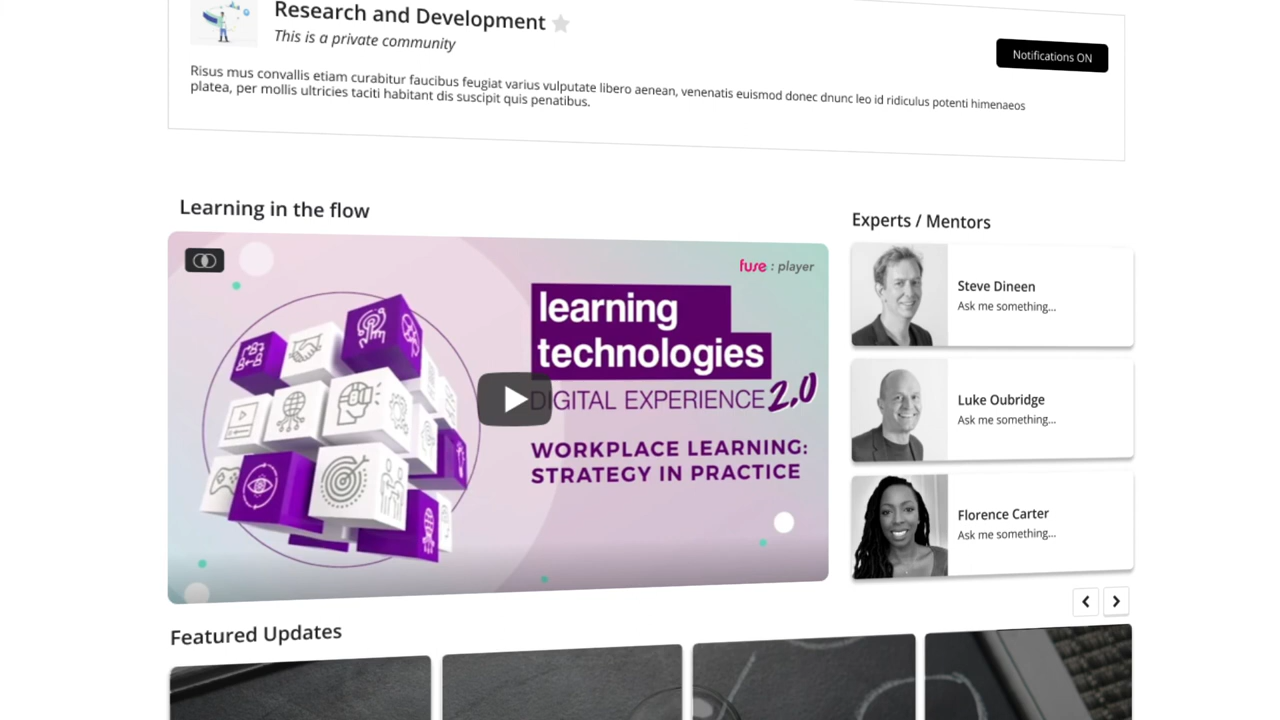 Research and Development
This is a private community
Notifications ON
Risus mus convallis etiam curabitur faucibus feugiat varius vulputate libero aenean, venenatis euismod donec dnunc leo id ridiculus potenti himenaeos
platea, per mollis ultricies taciti habitant dis suscipit quis penatibus.
Learning in the flow
fuse : player
learning
technologies
DIGITAL EXPERIENCE 2.0
WORKPLACE LEARNING:
STRATEGY IN PRACTICE
Experts / Mentors
Steve Dineen
Ask me something...
Luke Oubridge
Ask me something...
Florence Carter
Ask me something...
Featured Updates